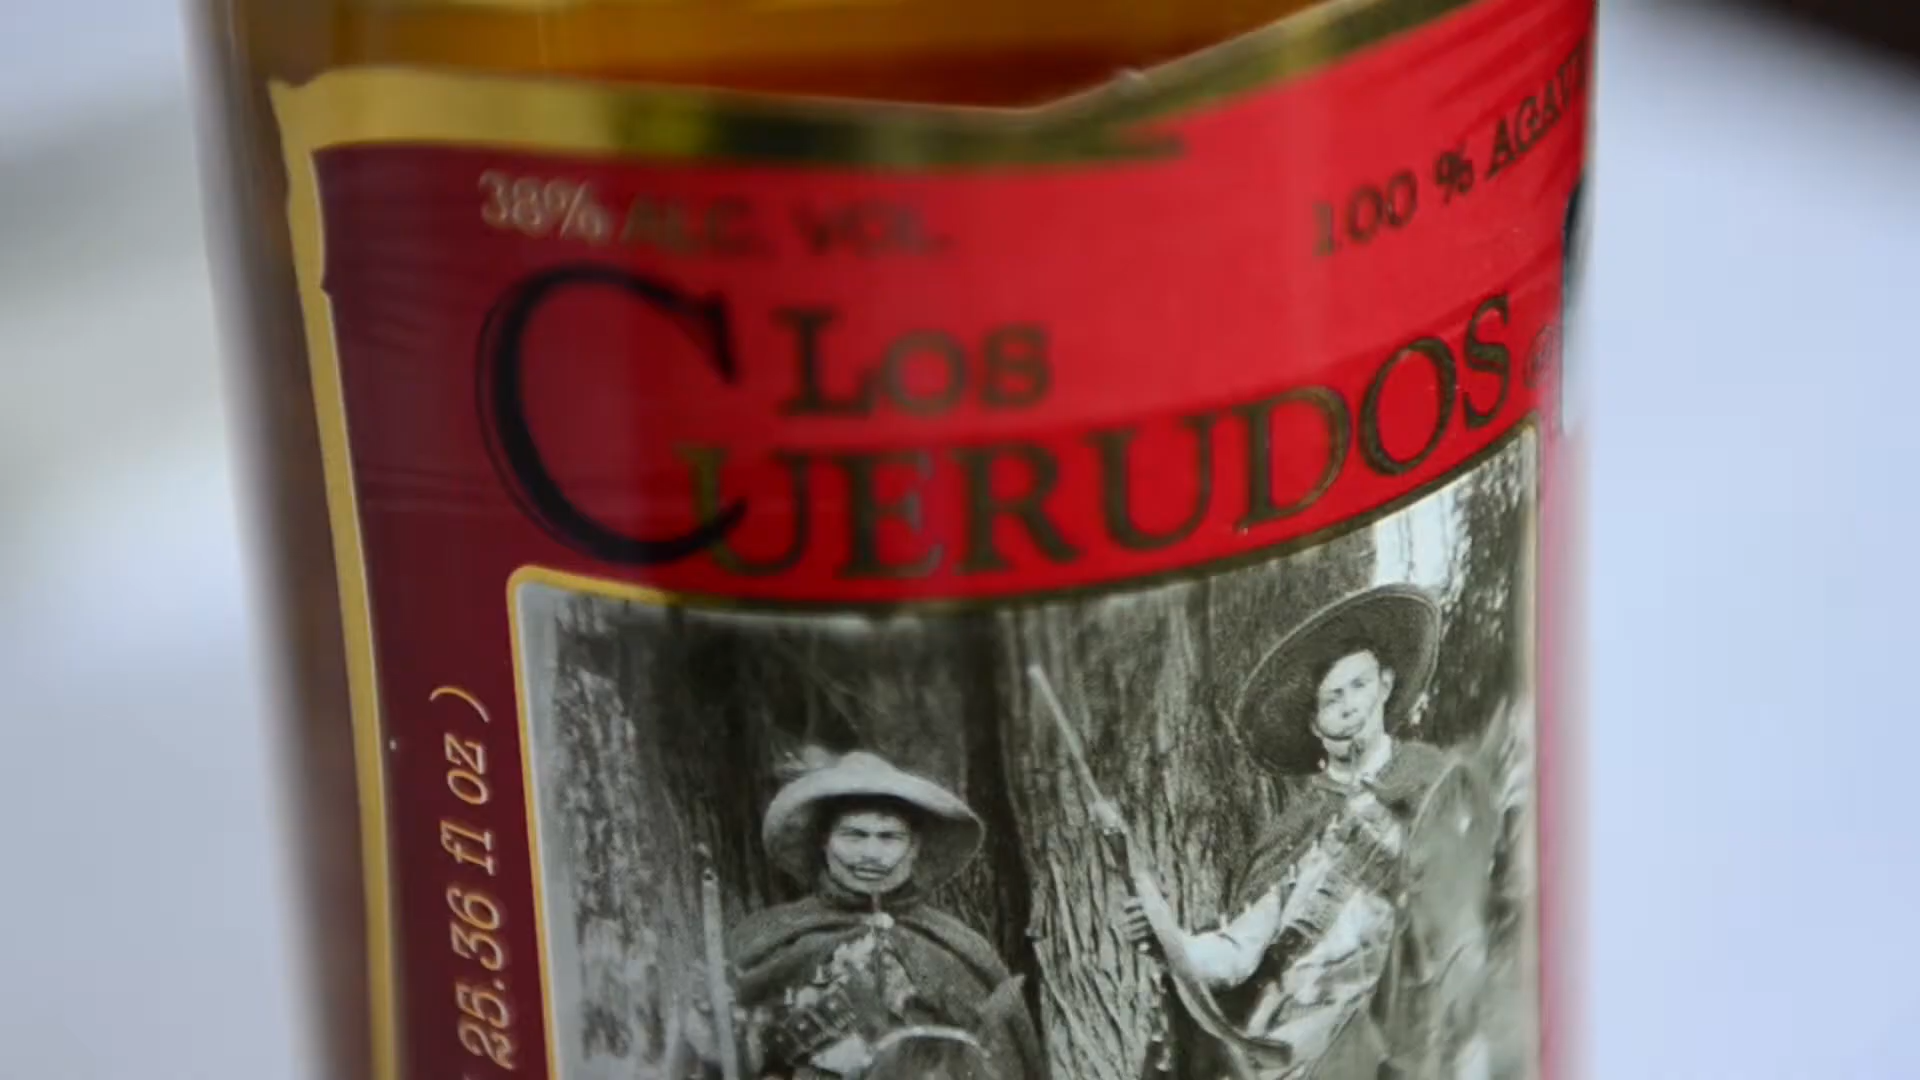 38% ALC. VOL.
100 % AGAV
LOS
CUERUDOS
25.36 fl oz )